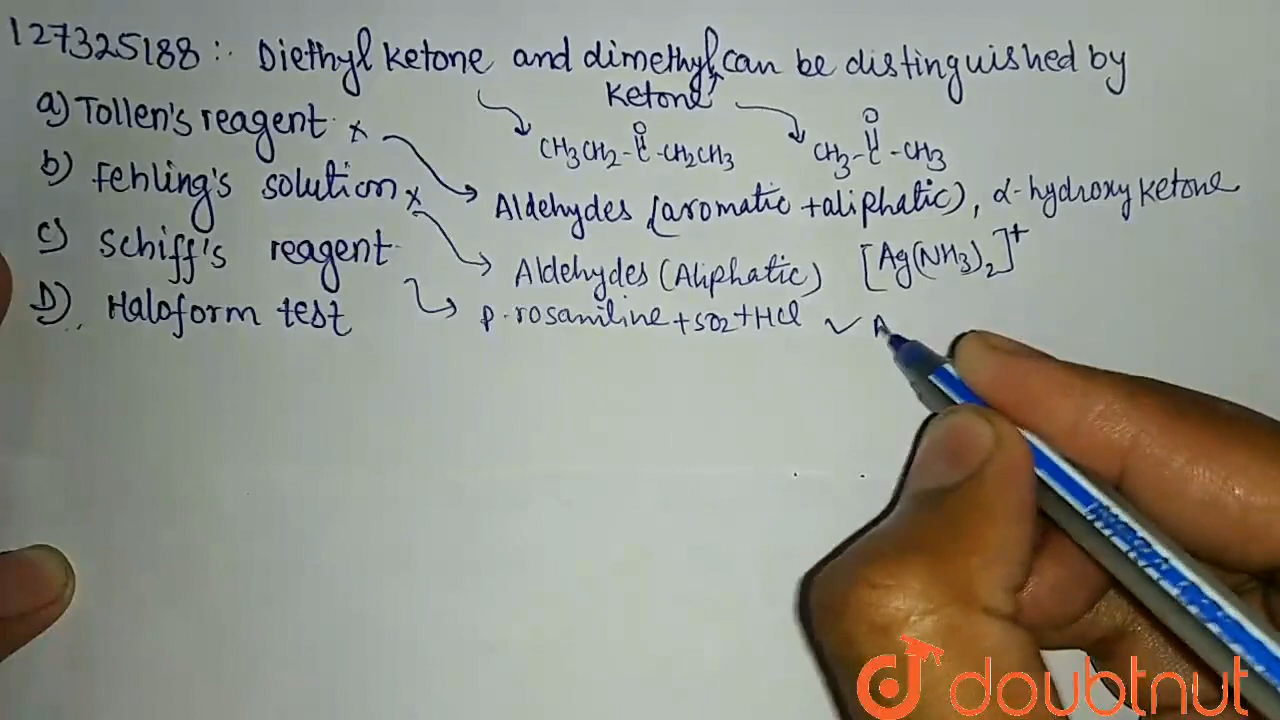 127325188:- Diethyl ketone and dimethyl can be distinguished by
ketone
a) Tollen's reagent x
CH3CH2-C-CH2CH3
O
CH3-C-CH3
O
b) Fehling's solution x
Aldehydes (aromatic + aliphatic), α-hydroxy ketone
c) Schiff's reagent
Aldehydes (Aliphatic) [Ag(NH3)2]+
D) Haloform test
p-rosaniline + SO2 + HCl ✓ A
doubtnut